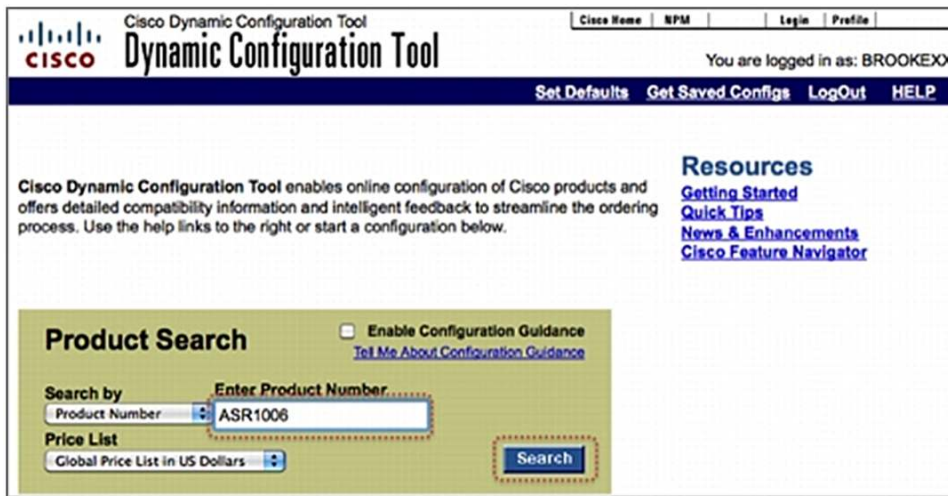 Cisco Dynamic Configuration Tool
Cisco Home NPM Login Profile
CISCO
Dynamic Configuration Tool
You are logged in as: BROOKEXX
Set Defaults Get Saved Configs LogOut HELP
Cisco Dynamic Configuration Tool enables online configuration of Cisco products and
offers detailed compatibility information and intelligent feedback to streamline the ordering
process. Use the help links to the right or start a configuration below.
Resources
Getting Started
Quick Tips
News & Enhancements
Cisco Feature Navigator
Product Search
Enable Configuration Guidance
Tell Me About Configuration Guidance
Search by
Enter Product Number
Product Number
ASR1006
Price List
Global Price List in US Dollars
Search